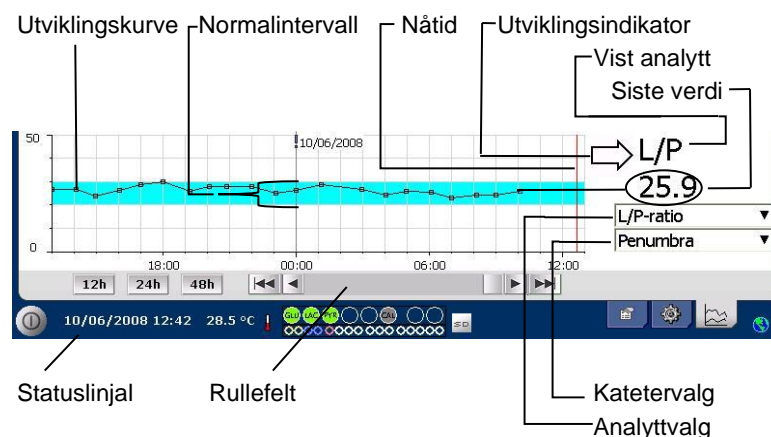 Utviklingskurve Normalintervall Nåtid Utviklingsindikator
Vist analytt
Siste verdi
50
10/06/2008
L/P
25.9
L/P-ratio
Penumbra
0
18:00 00:00 06:00 12:00
12h 24h 48h
10/06/2008 12:42 28.5 °C GLU LAC PYR CAL SD
Statuslinjal Rullefelt Katetervalg
Analyttvalg